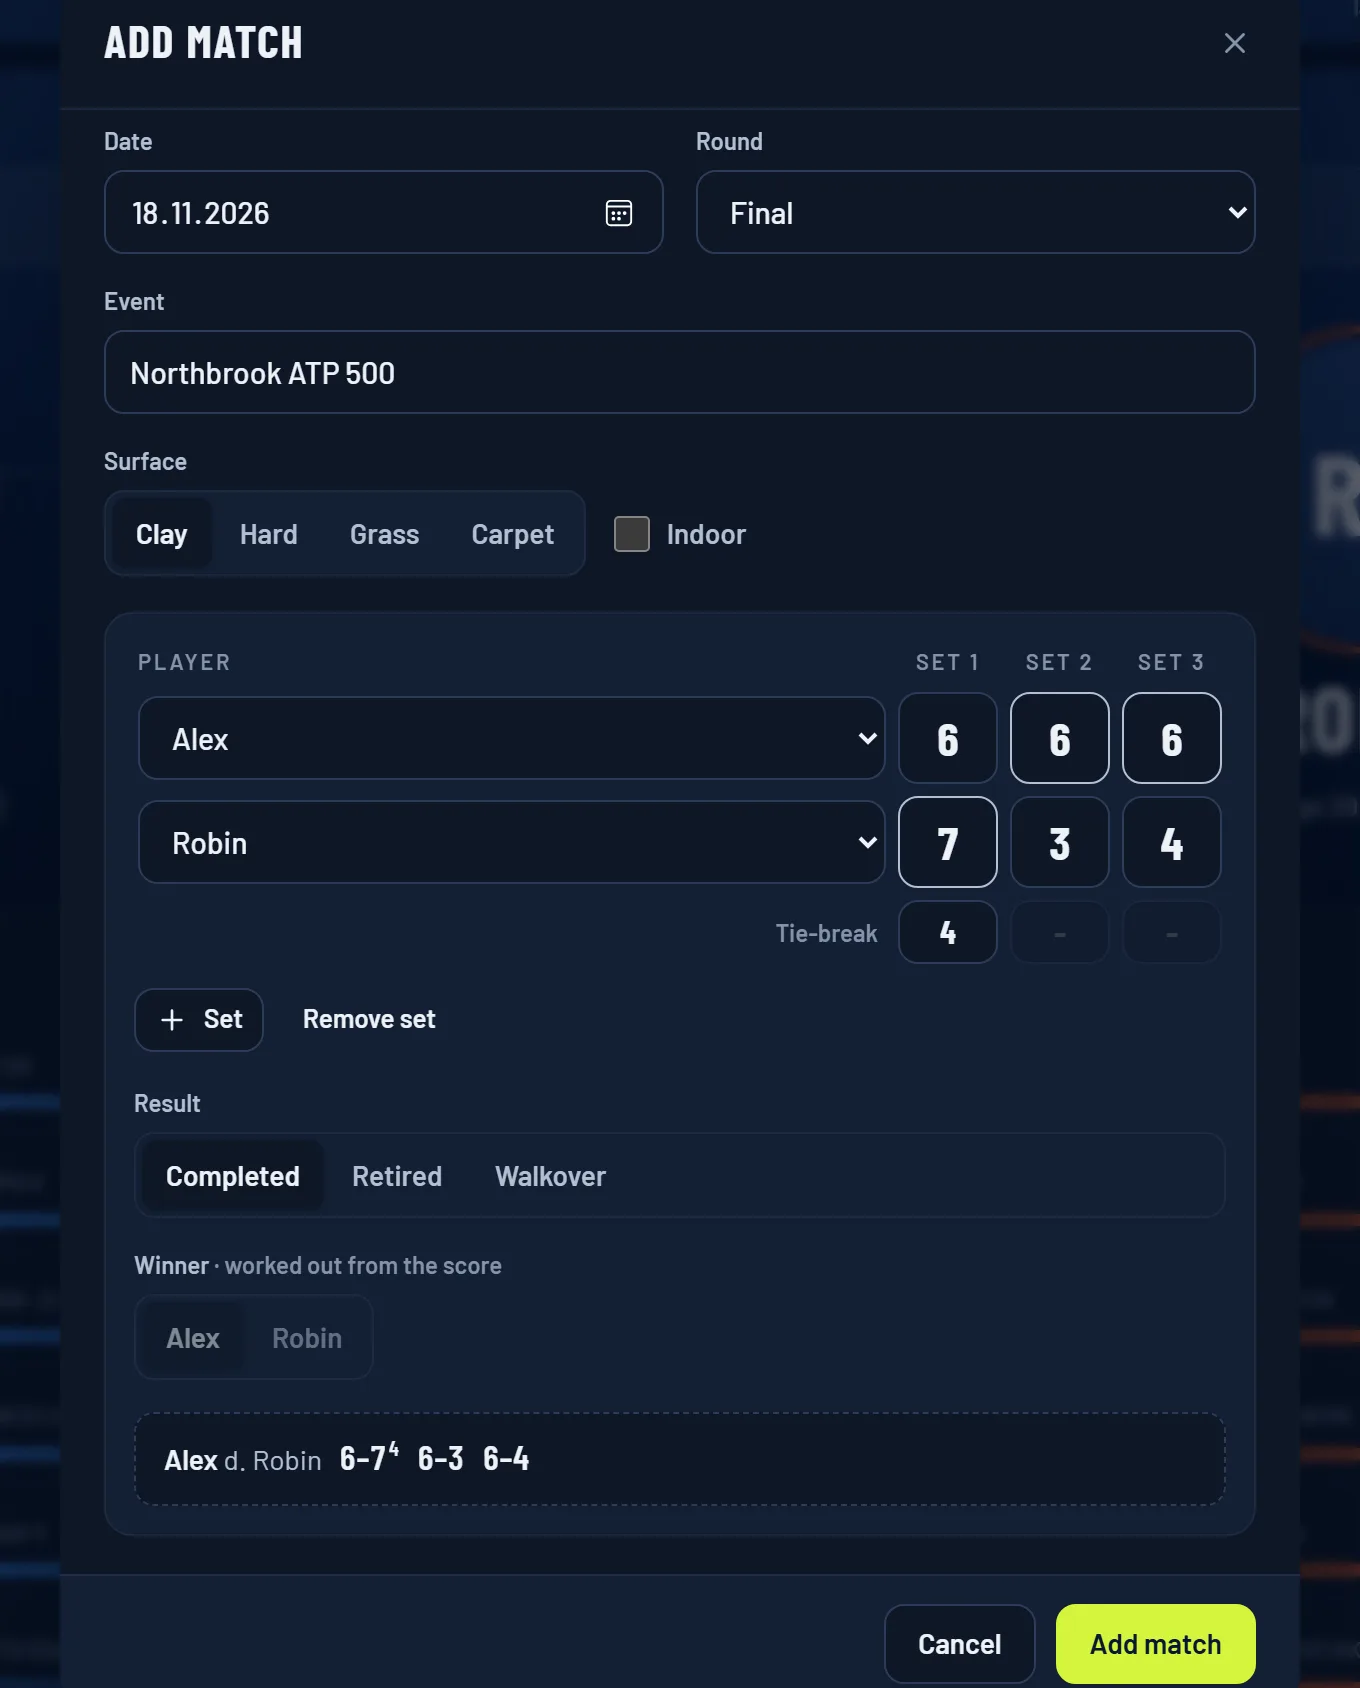 ADD MATCH
Date
Round
18.11.2026
Final
Event
Northbrook ATP 500
Surface
Clay Hard Grass Carpet Indoor
PLAYER SET 1 SET 2 SET 3
Alex 6 6 6
Robin 7 3 4
Tie-break 4 - -
+ Set Remove set
Result
Completed Retired Walkover
Winner · worked out from the score
Alex Robin
Alex d. Robin 6-7⁴ 6-3 6-4
Cancel Add match